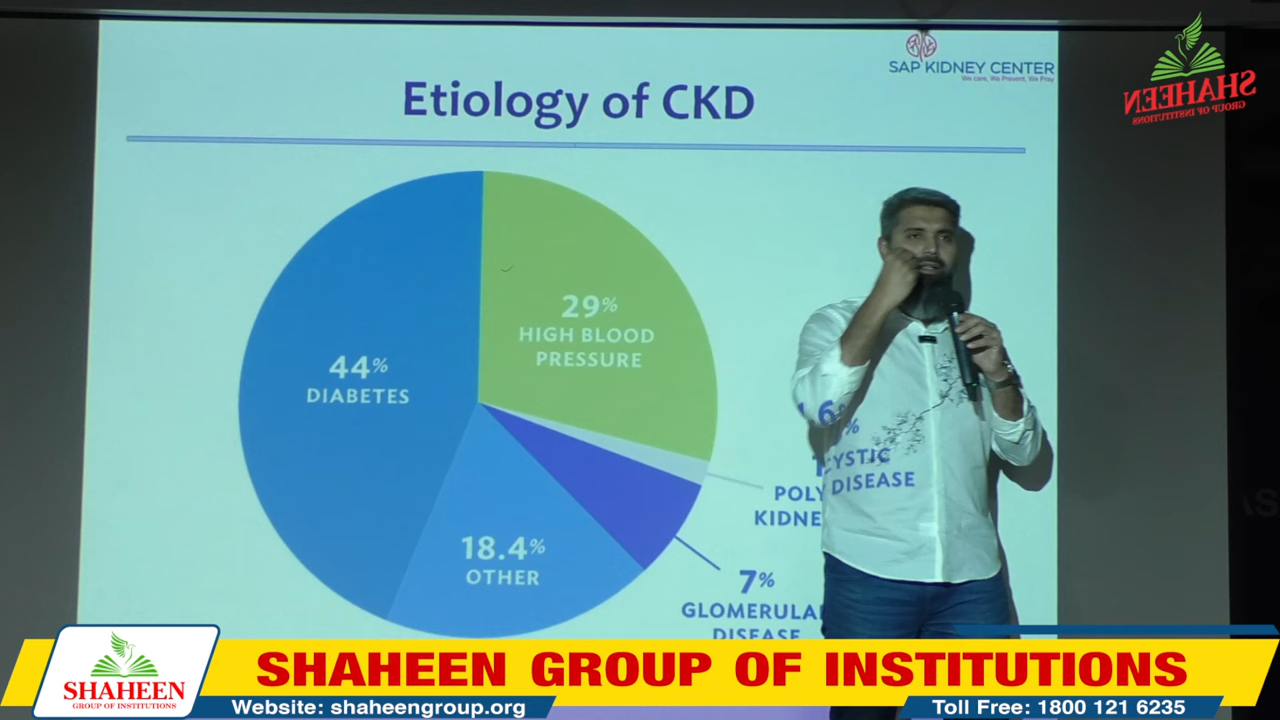 SAP KIDNEY CENTER
We care, We Prevent, We Pray
SHAHEEN
GROUP OF INSTITUTIONS
Etiology of CKD
29%
HIGH BLOOD
PRESSURE
44%
DIABETES
6
%
YSTIC
POLY DISEASE
KIDNE
18.4%
OTHER
7%
GLOMERULA
DISEASE
SHAHEEN
GROUP OF INSTITUTIONS
SHAHEEN GROUP OF INSTITUTIONS
Website: shaheengroup.org
Toll Free: 1800 121 6235